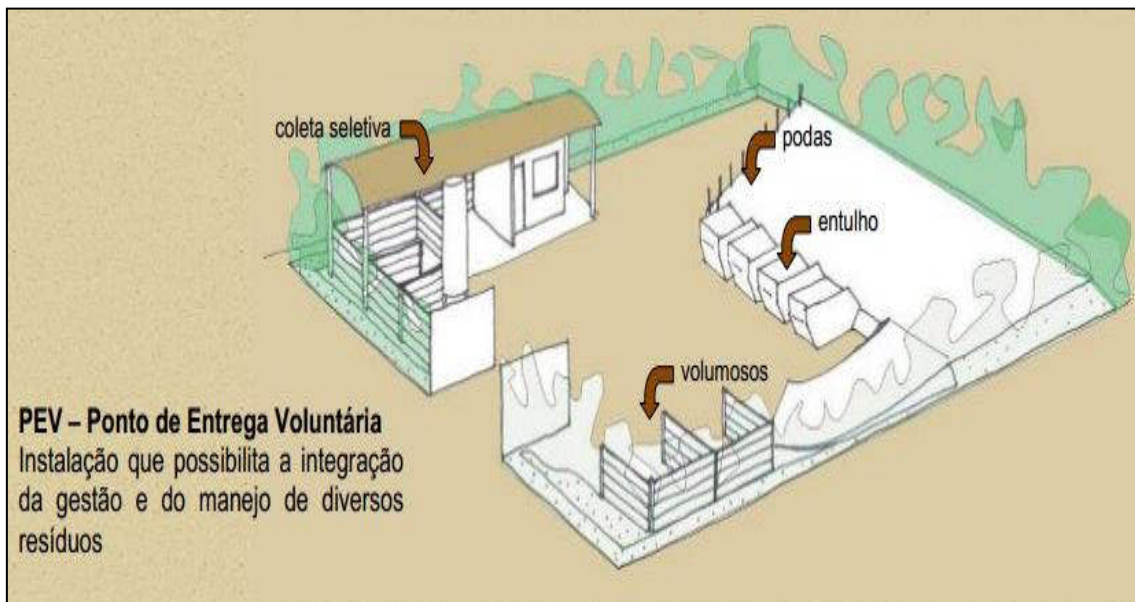 coleta seletiva
podas
entulho
volumosos
PEV – Ponto de Entrega Voluntária
Instalação que possibilita a integração
da gestão e do manejo de diversos
resíduos